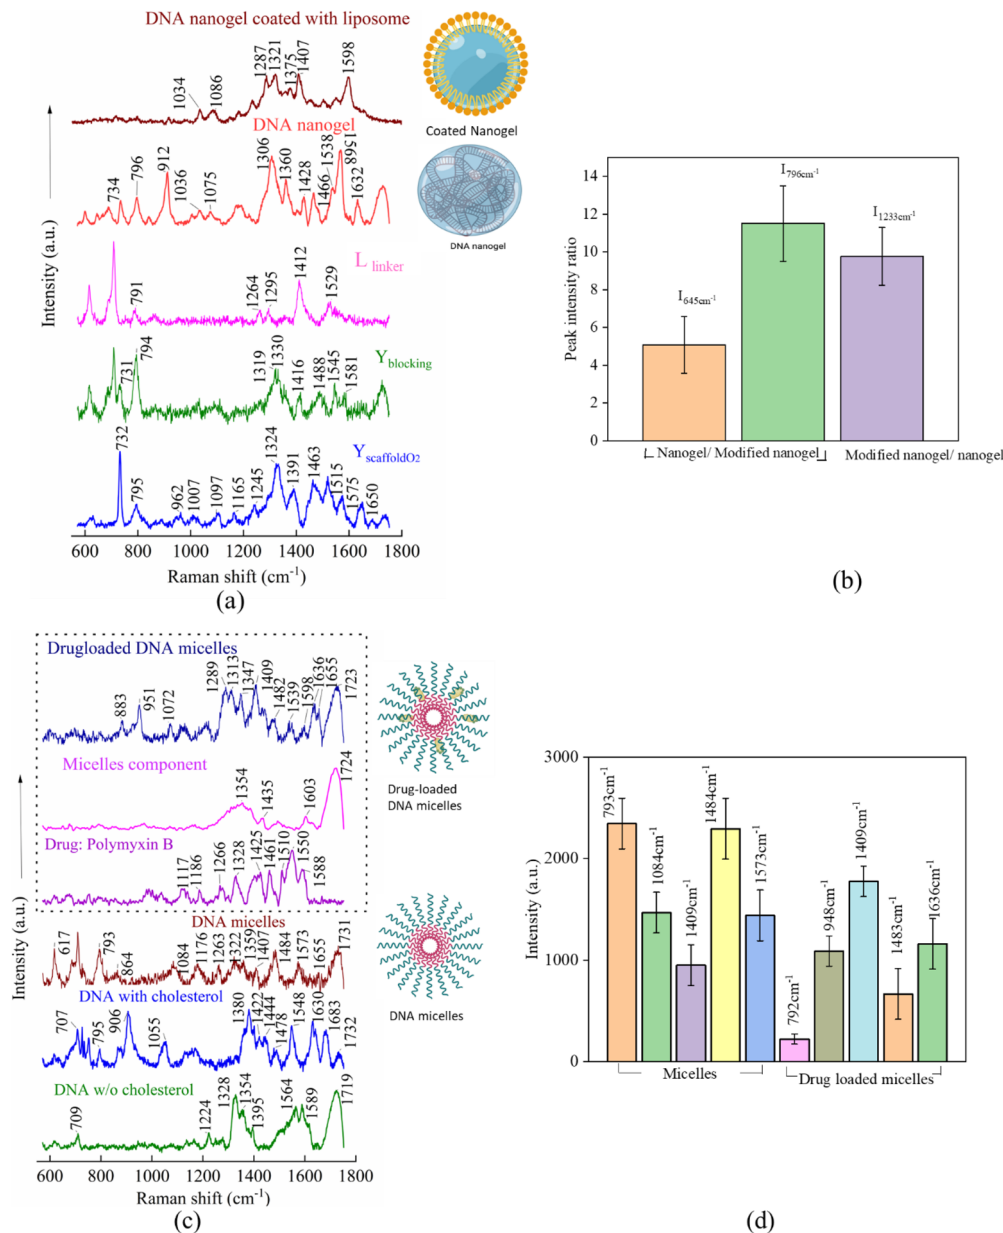 DNA nanogel coated with liposome
1034
1086
1287
1321
1375
1407
1598
Coated Nanogel
DNA nanogel
734
796
912
1036
1075
1306
1360
1428
1466
1538
1568
1632
DNA nanogel
L linker
791
1264
1295
1412
1529
Yblocking
731
794
1319
1330
1416
1488
1545
1581
YscaffoldO2
732
795
962
1007
1097
1165
1245
1324
1391
1463
1515
1575
1650
Intensity (a.u.)
600 800 1000 1200 1400 1600 1800
Raman shift (cm-1)
(a)
Peak intensity ratio
14
12
10
8
6
4
2
0
I645cm-1
I796cm-1
I1233cm-1
Nanogel/ Modified nanogel
Modified nanogel/ nanogel
(b)
Drugloaded DNA micelles
883
951
1072
1289
1313
1347
1409
1482
1539
1598
1636
1655
1723
Micelles component
1354
1435
1603
1724
Drug: Polymyxin B
1117
1186
1266
1328
1425
1461
1510
1550
1588
Drug-loaded
DNA micelles
DNA micelles
617
793
864
1084
1176
1263
1322
1359
1407
1484
1573
1655
1731
DNA micelles
DNA with cholesterol
707
795
906
1055
1380
1422
1444
1478
1548
1630
1683
1732
DNA w/o cholesterol
709
1224
1328
1354
1395
1564
1589
1719
Intensity (a.u.)
600 800 1000 1200 1400 1600 1800
Raman shift (cm-1)
(c)
Intensity (a.u.)
3000
2000
1000
0
793cm-1
1084cm-1
1409cm-1
1484cm-1
1573cm-1
792cm-1
948cm-1
1409cm-1
1483cm-1
1636cm-1
Micelles
Drug loaded micelles
(d)